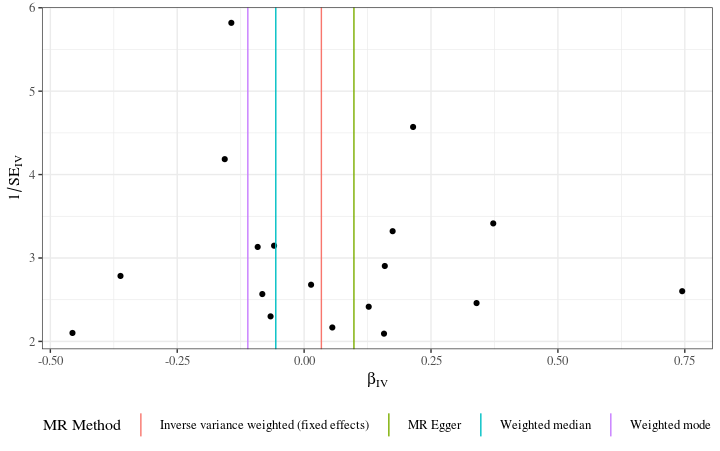 6
5
4
3
2
1/SE_IV
-0.50
-0.25
0.00
0.25
0.50
0.75
β_IV
MR Method
Inverse variance weighted (fixed effects)
MR Egger
Weighted median
Weighted mode